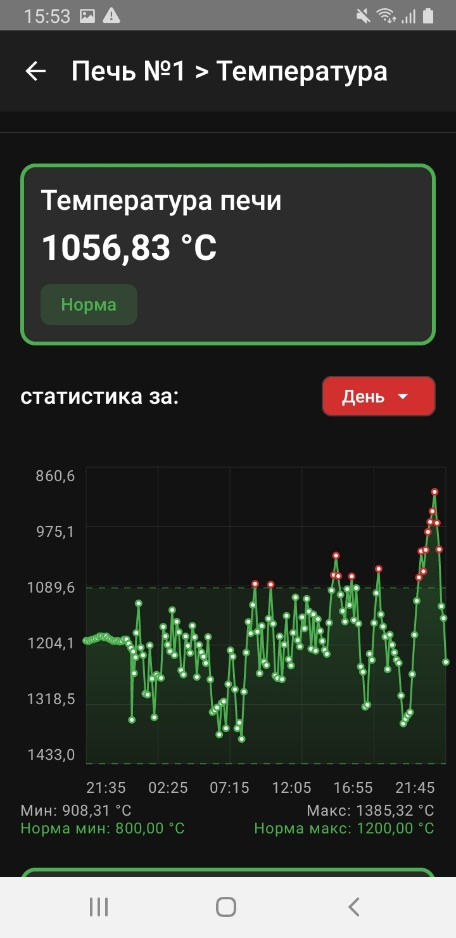 15:53
Печь №1 > Температура
Температура печи
1056,83 °C
Норма
статистика за:
День
860,6
975,1
1089,6
1204,1
1318,5
1433,0
21:35 02:25 07:15 12:05 16:55 21:45
Мин: 908,31 °C Макс: 1385,32 °C
Норма мин: 800,00 °C Норма макс: 1200,00 °C